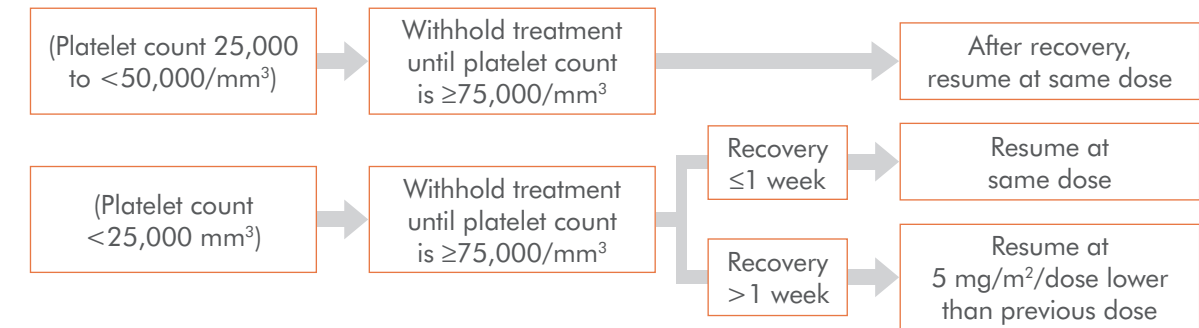 (Platelet count 25,000
to <50,000/mm³)
Withhold treatment
until platelet count
is ≥75,000/mm³
After recovery,
resume at same dose
(Platelet count
<25,000 mm³)
Withhold treatment
until platelet count
is ≥75,000/mm³
Recovery
≤1 week
Resume at
same dose
Recovery
>1 week
Resume at
5 mg/m²/dose lower
than previous dose